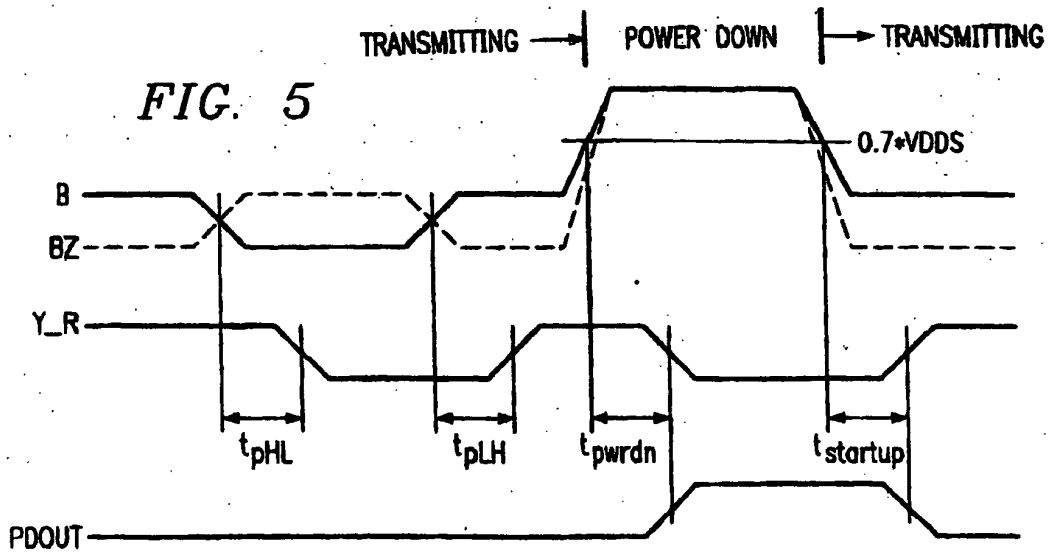 TRANSMITTING POWER DOWN TRANSMITTING
FIG. 5
0.7*VDDS
B
BZ
Y_R
tpHL tpLH tpwrdn tstartup
PDOUT